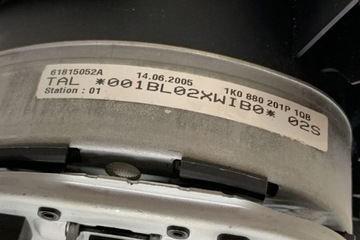 61815052A 14.06.2005 1K0 880 201P 1QB
TAL *001BL02XWIB0* 02S
Station : 01